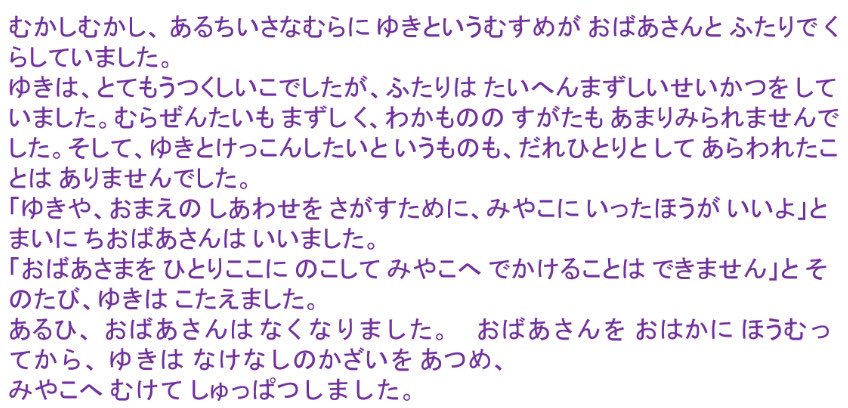 むかしむかし、 あるちいさなむらに ゆきというむすめが おばあさんと ふたりで く
らしていました。
ゆきは、とてもうつくしいこでしたが、ふたりは たいへんまずしいせいかつを して
いました。むらぜんたいも まずしく、わかものの すがたも あまりみられませんで
した。そして、ゆきとけっこんしたいと いうものも、だれひとりと して あらわれたこ
とは ありませんでした。
「ゆきや、おまえの しあわせを さがすために、みやこに いったほうが いいよ」と
まいに ちおばあさんは いいました。
「おばあさまを ひとりここに のこして みやこへ でかけることは できません」と そ
のたび、ゆきは こたえました。
あるひ、 おばあさんは なくなりました。 おばあさんを おはかに ほうむっ
てから、 ゆきは なけなしのかざいを あつめ、
みやこへ むけて しゅっぱつしました。